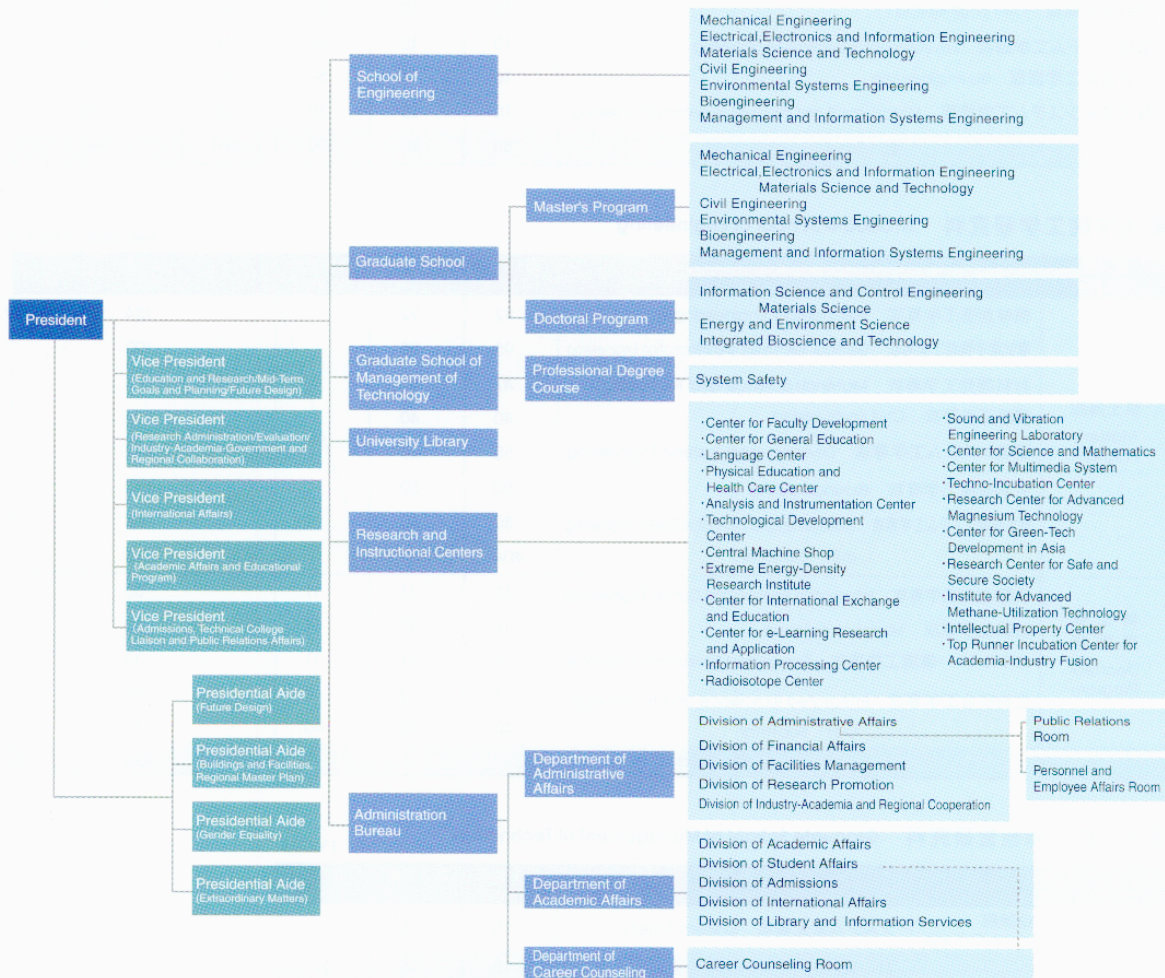 President
Vice President
(Education and Research/Mid-Term
Goals and Planning/Future Design)
Vice President
(Research Administration/Evaluation/
Industry-Academia-Government and
Regional Collaboration)
Vice President
(International Affairs)
Vice President
(Academic Affairs and Educational
Program)
Vice President
(Admissions, Technical College
Liaison and Public Relations Affairs)
Presidential Aide
(Future Design)
Presidential Aide
(Buildings and Facilities,
Regional Master Plan)
Presidential Aide
(Gender Equality)
Presidential Aide
(Extraordinary Matters)
School of
Engineering
Mechanical Engineering
Electrical,Electronics and Information Engineering
Materials Science and Technology
Civil Engineering
Environmental Systems Engineering
Bioengineering
Management and Information Systems Engineering
Graduate School
Master's Program
Mechanical Engineering
Electrical,Electronics and Information Engineering
Materials Science and Technology
Civil Engineering
Environmental Systems Engineering
Bioengineering
Management and Information Systems Engineering
Doctoral Program
Information Science and Control Engineering
Materials Science
Energy and Environment Science
Integrated Bioscience and Technology
Graduate School of
Management of
Technology
Professional Degree
Course
System Safety
University Library
Research and
Instructional Centers
・Center for Faculty Development
・Center for General Education
・Language Center
・Physical Education and
Health Care Center
・Analysis and Instrumentation Center
・Technological Development
Center
・Central Machine Shop
・Extreme Energy-Density
Research Institute
・Center for International Exchange
and Education
・Center for e-Learning Research
and Application
・Information Processing Center
・Radioisotope Center
・Sound and Vibration
Engineering Laboratory
・Center for Science and Mathematics
・Center for Multimedia System
・Techno-Incubation Center
・Research Center for Advanced
Magnesium Technology
・Center for Green-Tech
Development in Asia
・Research Center for Safe and
Secure Society
・Institute for Advanced
Methane-Utilization Technology
・Intellectual Property Center
・Top Runner Incubation Center for
Academia-Industry Fusion
Administration
Bureau
Department of
Administrative
Affairs
Division of Administrative Affairs
Division of Financial Affairs
Division of Facilities Management
Division of Research Promotion
Division of Industry-Academia and Regional Cooperation
Public Relations
Room
Personnel and
Employee Affairs Room
Department of
Academic Affairs
Division of Academic Affairs
Division of Student Affairs
Division of Admissions
Division of International Affairs
Division of Library and Information Services
Department of
Career Counseling
Career Counseling Room